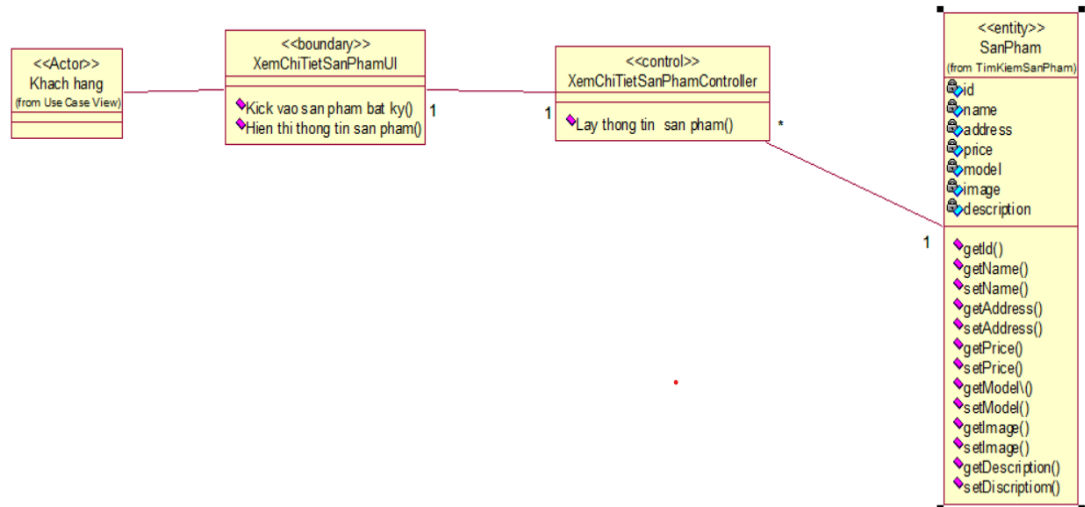 <<Actor>>
Khach hang
(from Use Case View)
<<boundary>>
XemChiTietSanPhamUI
Kick vao san pham bat ky()
Hien thi thong tin san pham()
1
1
<<control>>
XemChiTietSanPhamController
Lay thong tin san pham()
*
1
<<entity>>
SanPham
(from TimKiemSanPham)
id
name
address
price
model
image
description
getId()
getName()
setName()
getAddress()
setAddress()
getPrice()
setPrice()
getModel\()
setModel()
getImage()
setImage()
getDescription()
setDiscriptiom()